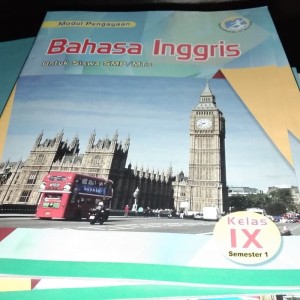 Modul Pengayaan
Bahasa Inggris
Untuk Siswa SMP/MTs
Kelas
IX
Semester 1